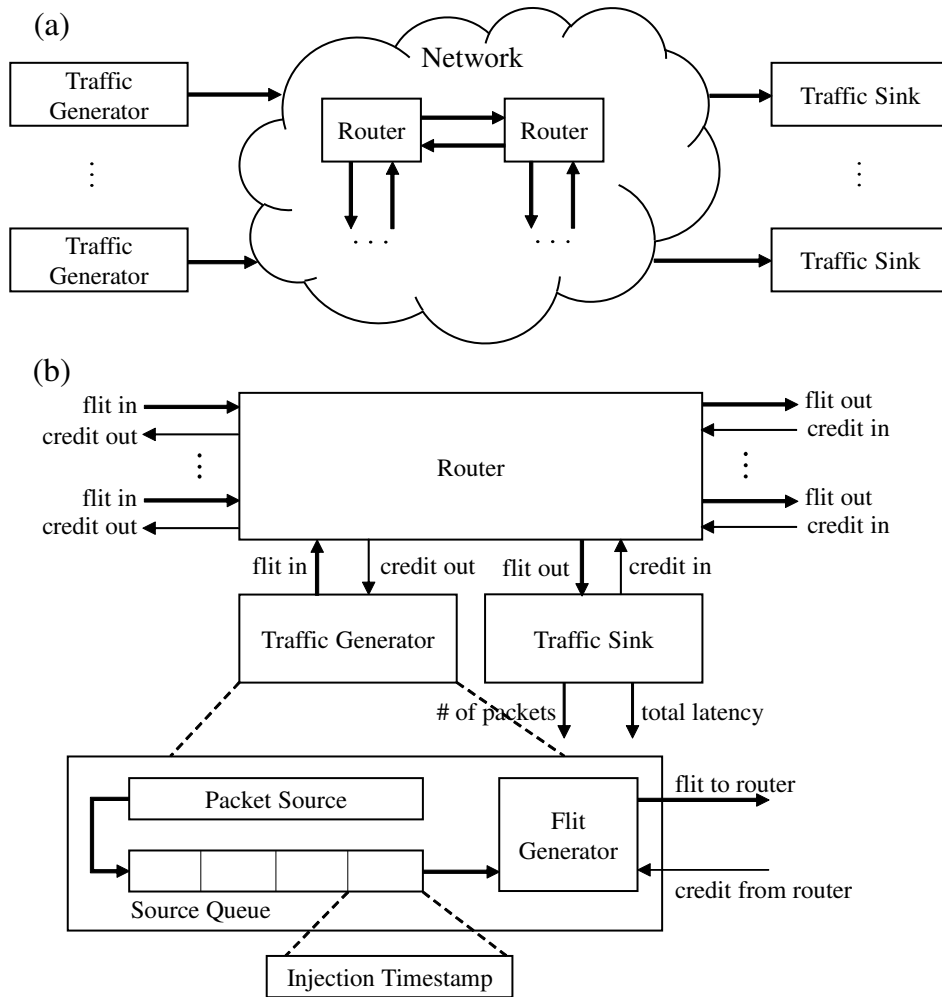 (a)
Network
Traffic
Generator
Router
Router
Traffic Sink
Traffic
Generator
Traffic Sink
(b)
flit in
credit out
flit in
credit out
Router
flit out
credit in
flit out
credit in
flit in
credit out
flit out
credit in
Traffic Generator
Traffic Sink
# of packets
total latency
Packet Source
Source Queue
Flit
Generator
flit to router
credit from router
Injection Timestamp